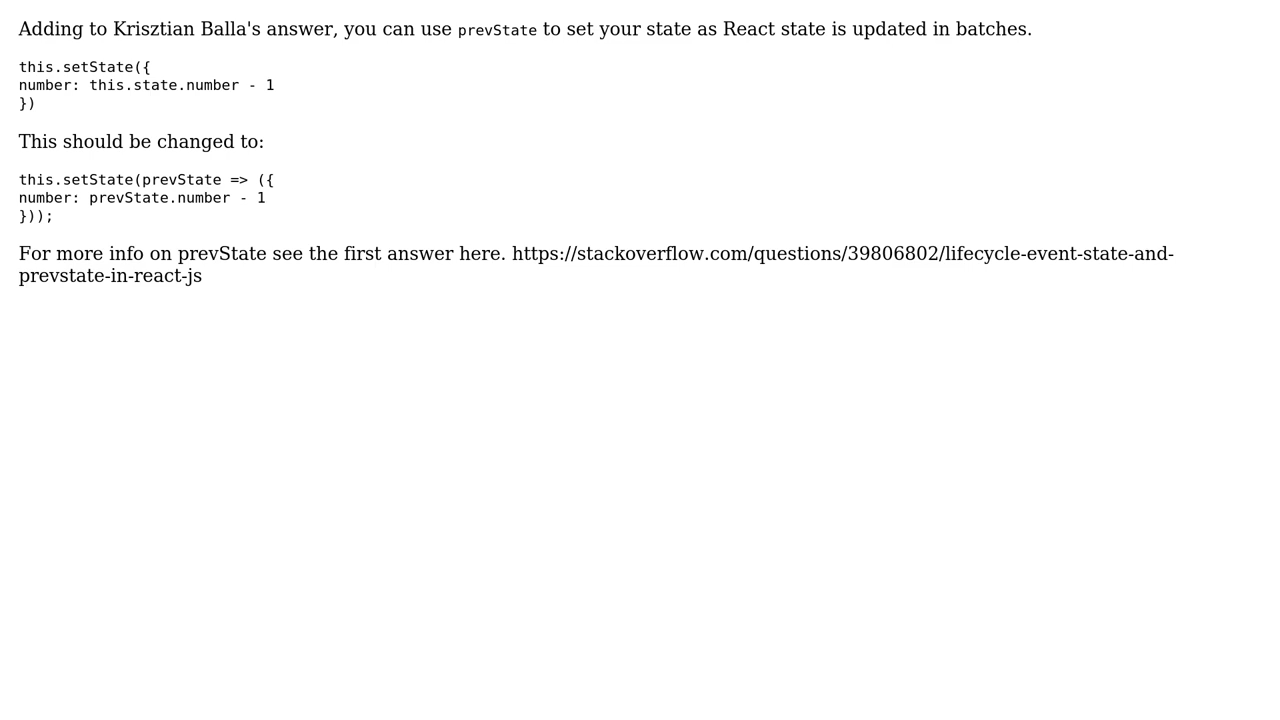 Adding to Krisztian Balla's answer, you can use prevState to set your state as React state is updated in batches.
this.setState({
number: this.state.number - 1
})
This should be changed to:
this.setState(prevState => ({
number: prevState.number - 1
}));
For more info on prevState see the first answer here. https://stackoverflow.com/questions/39806802/lifecycle-event-state-and-
prevstate-in-react-js